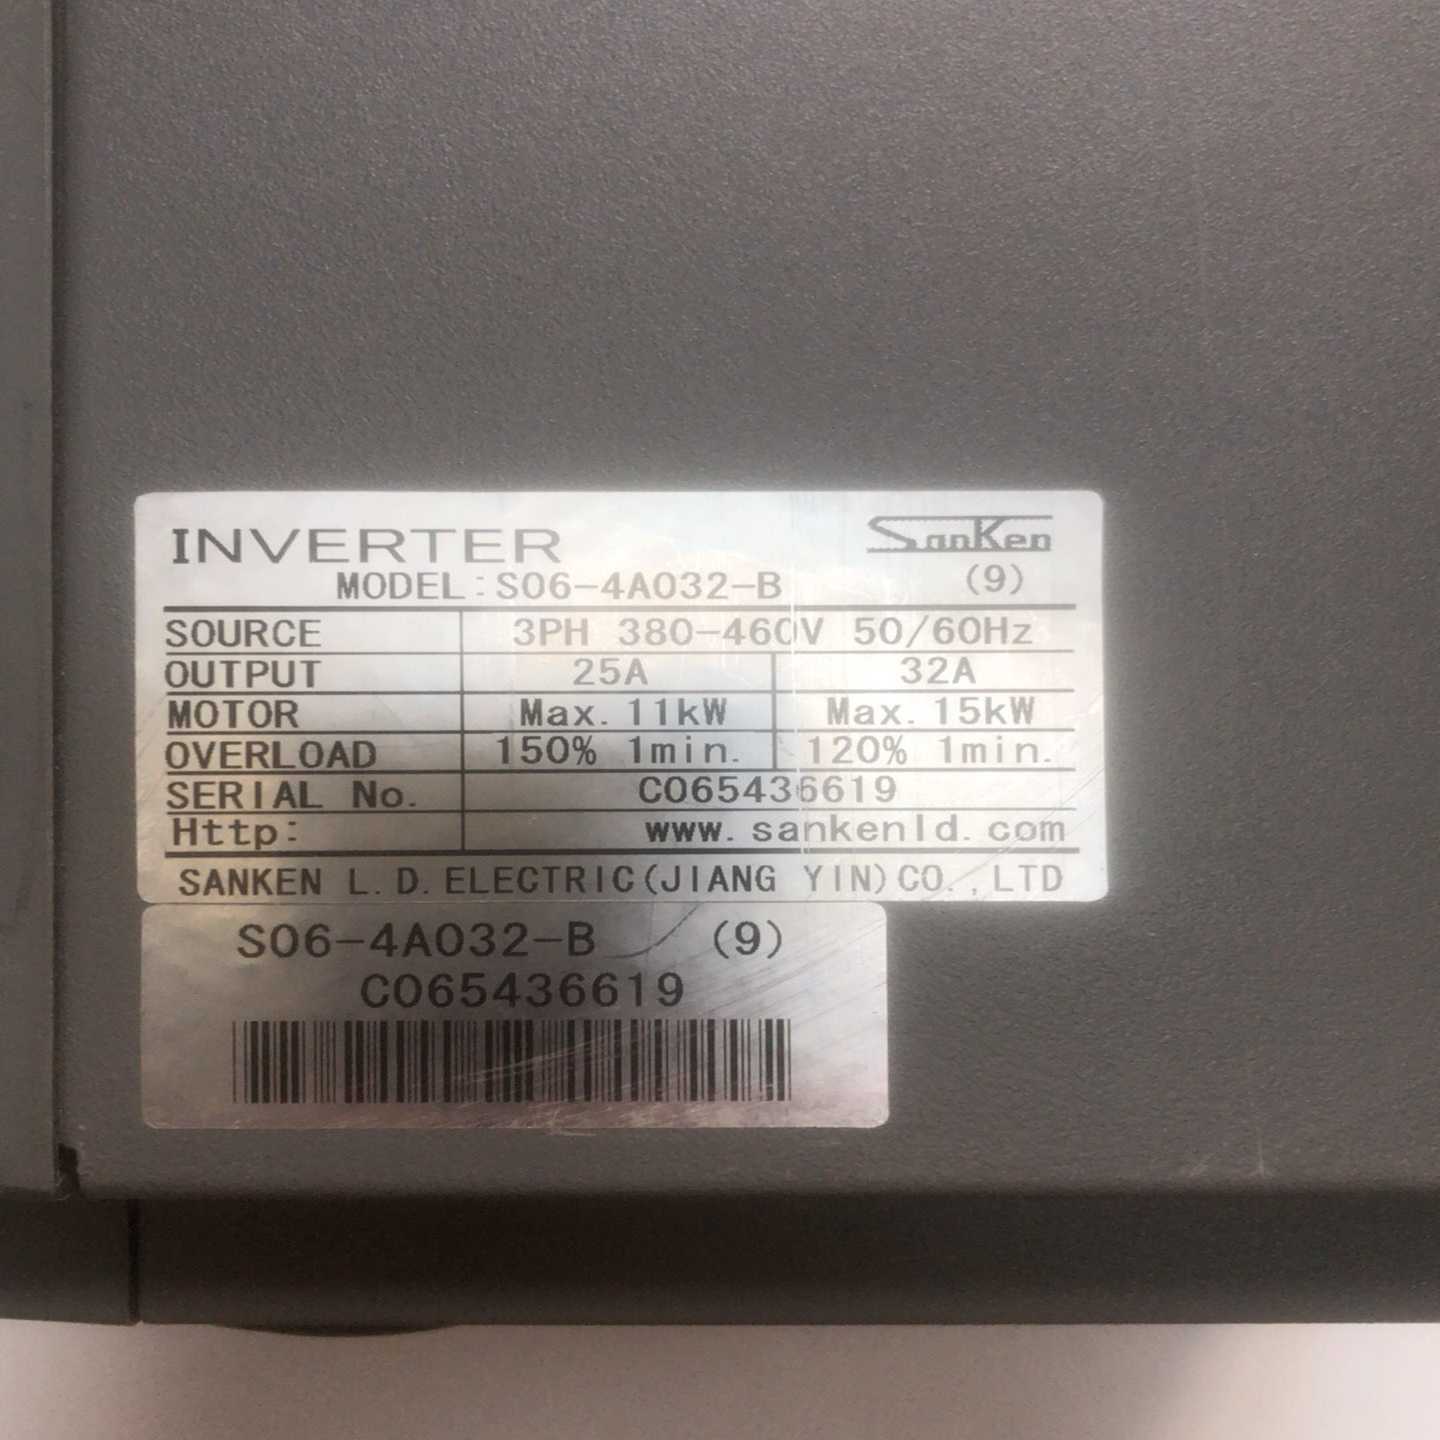 INVERTER SanKen
MODEL:S06-4A032-B (9)
SOURCE 3PH 380-460V 50/60Hz
OUTPUT 25A 32A
MOTOR Max.11kW Max.15kW
OVERLOAD 150% 1min. 120% 1min.
SERIAL No. C065436619
Http: www.sankenld.com
SANKEN L.D.ELECTRIC(JIANG YIN)CO.,LTD
S06-4A032-B (9)
C065436619